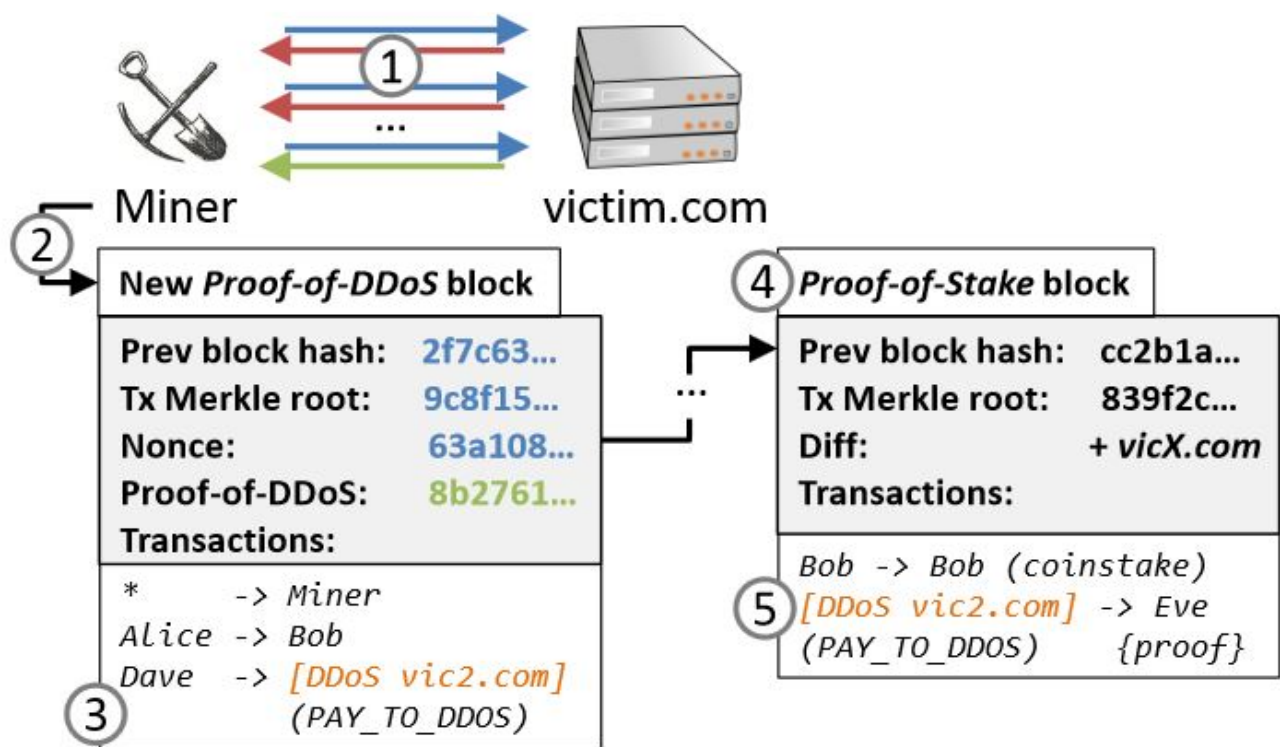 1
...
Miner
victim.com
2
New Proof-of-DDoS block
Prev block hash: 2f7c63...
Tx Merkle root: 9c8f15...
Nonce: 63a108...
Proof-of-DDoS: 8b2761...
Transactions:
* -> Miner
Alice -> Bob
Dave -> [DDoS vic2.com]
3 (PAY_TO_DDOS)
...
4 Proof-of-Stake block
Prev block hash: cc2b1a...
Tx Merkle root: 839f2c...
Diff: + vicX.com
Transactions:
Bob -> Bob (coinstake)
5 [DDoS vic2.com] -> Eve
(PAY_TO_DDOS) {proof}